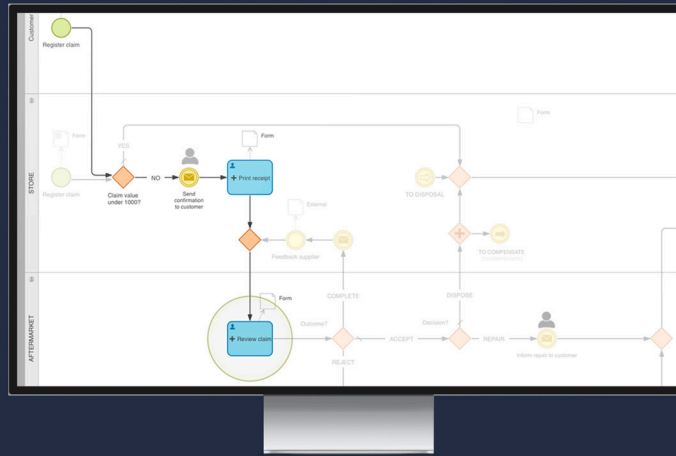 Customer
Register claim
Form
Form
Form
YES
STORE
Register claim
NO
Print receipt
Claim value
under 1000?
Send
confirmation
to customer
TO DISPOSAL
External
Feedback supplier
TO COMPENSATE
Form
COMPLETE
DISPOSE
AFTERMARKET
Outcome?
Decision?
Review claim
ACCEPT
REPAIR
Inform repair to customer
REJECT